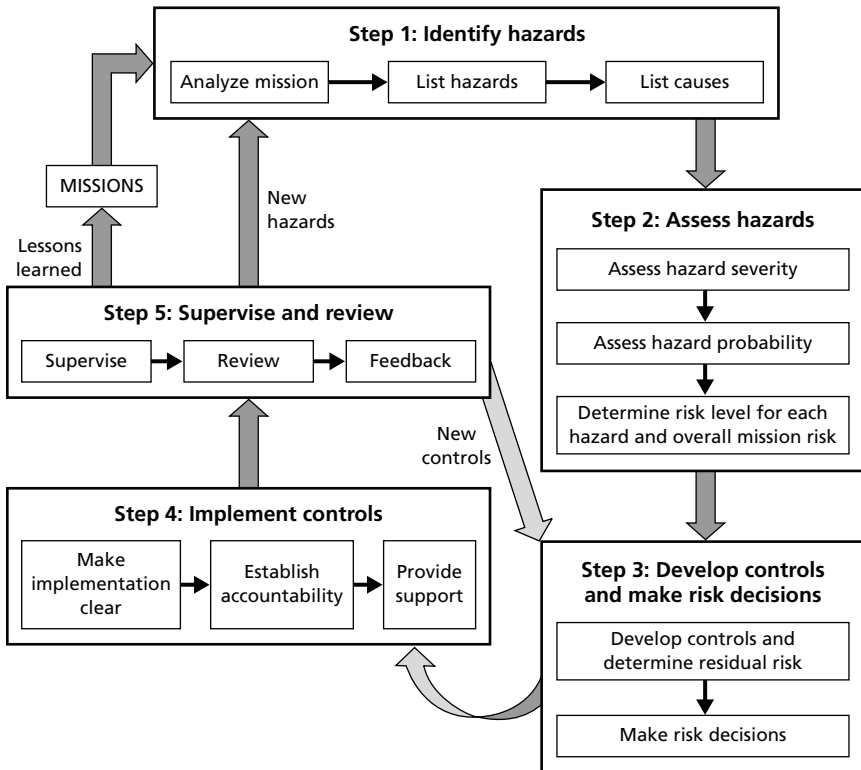 Step 1: Identify hazards
Analyze mission
List hazards
List causes
MISSIONS
New
hazards
Lessons
learned
Step 2: Assess hazards
Assess hazard severity
Assess hazard probability
Determine risk level for each
hazard and overall mission risk
Step 5: Supervise and review
Supervise
Review
Feedback
New
controls
Step 4: Implement controls
Make
implementation
clear
Establish
accountability
Provide
support
Step 3: Develop controls
and make risk decisions
Develop controls and
determine residual risk
Make risk decisions